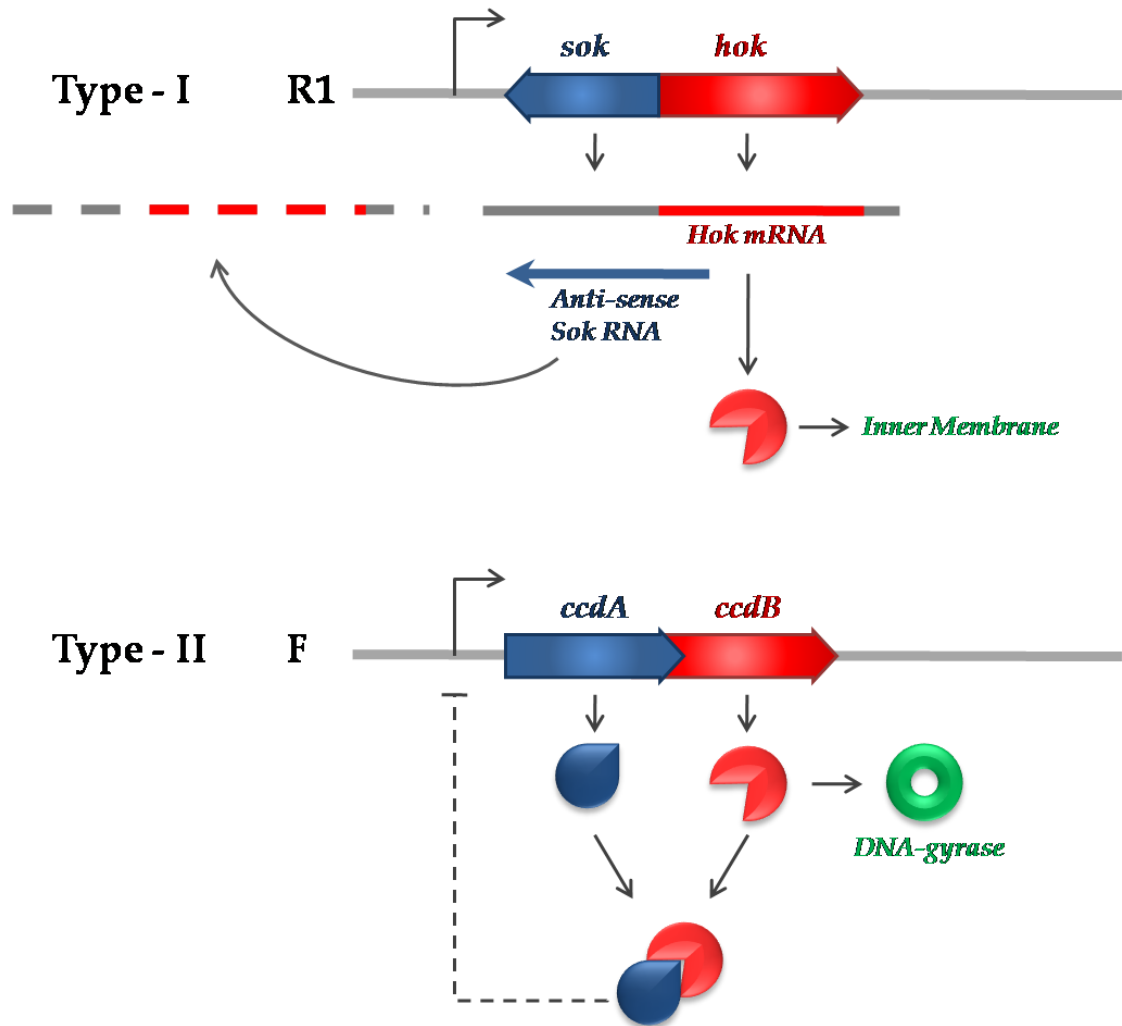 sok hok
Type - I R1
Hok mRNA
Anti-sense
Sok RNA
Inner Membrane
ccdA ccdB
Type - II F
DNA-gyrase